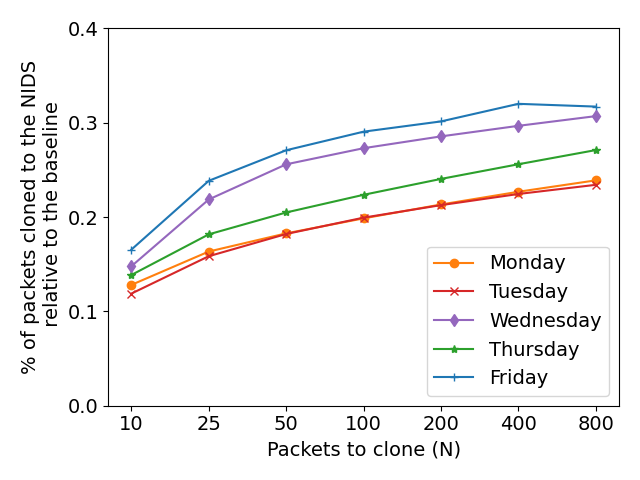 % of packets cloned to the NIDS
relative to the baseline
0.4
0.3
0.2
0.1
0.0
10 25 50 100 200 400 800
Packets to clone (N)
Monday
Tuesday
Wednesday
Thursday
Friday